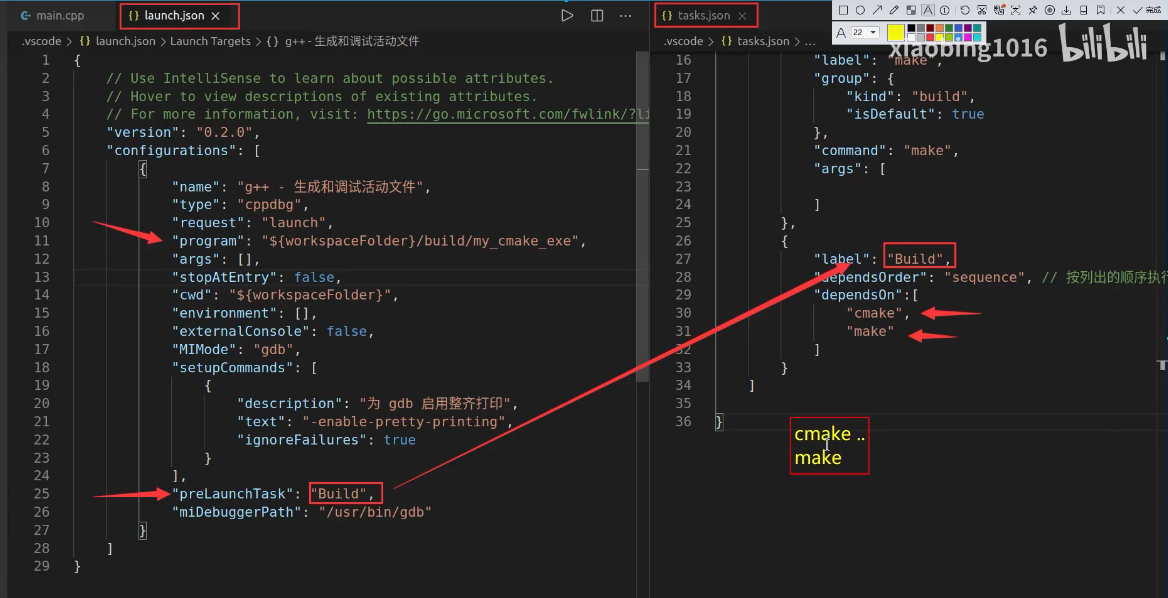 main.cpp
launch.json
tasks.json
A
完成
A 22
xiaobing1016 bilibili
.vscode > launch.json > Launch Targets > g++ - 生成和调试活动文件
.vscode > tasks.json > ...
1 {
2 // Use IntelliSense to learn about possible attributes.
3 // Hover to view descriptions of existing attributes.
4 // For more information, visit: https://go.microsoft.com/fwlink/?li
5 "version": "0.2.0",
6 "configurations": [
7 {
8 "name": "g++ - 生成和调试活动文件",
9 "type": "cppdbg",
10 "request": "launch",
11 "program": "${workspaceFolder}/build/my_cmake_exe",
12 "args": [],
13 "stopAtEntry": false,
14 "cwd": "${workspaceFolder}",
15 "environment": [],
16 "externalConsole": false,
17 "MIMode": "gdb",
18 "setupCommands": [
19 {
20 "description": "为 gdb 启用整齐打印",
21 "text": "-enable-pretty-printing",
22 "ignoreFailures": true
23 }
24 ],
25 "preLaunchTask": "Build",
26 "miDebuggerPath": "/usr/bin/gdb"
27 }
28 ]
29 }
16 "label": "make",
17 "group": {
18 "kind": "build",
19 "isDefault": true
20 },
21 "command": "make",
22 "args": [
23
24 ]
25 },
26 {
27 "label": "Build",
28 "dependsOrder": "sequence", // 按列出的顺序执行
29 "dependsOn":[
30 "cmake",
31 "make"
32 ]
33 }
34 ]
35
36 }
cmake ..
make